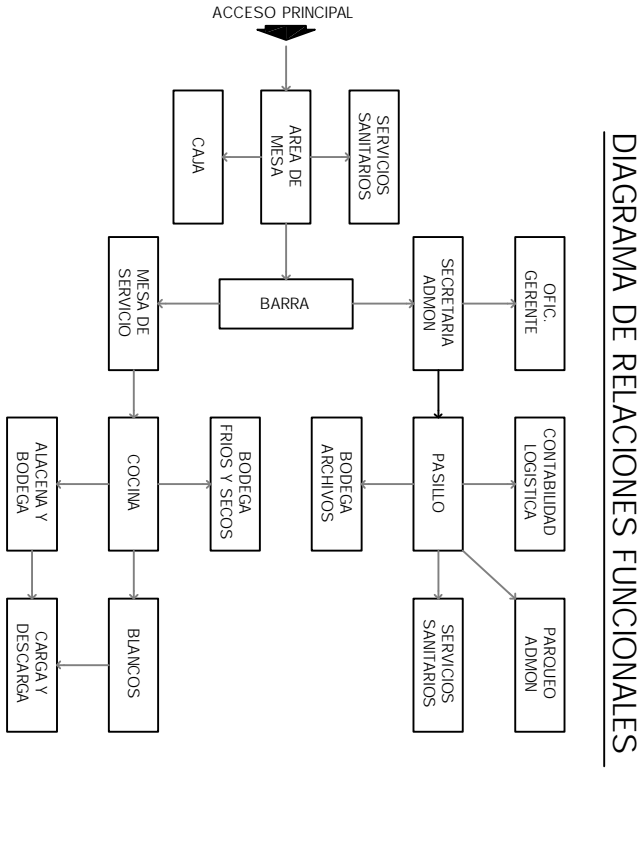 DIAGRAMA DE RELACIONES FUNCIONALES
ACCESO PRINCIPAL
SERVICIOS
SANITARIOS
AREA DE
MESA
CAJA
BARRA
OFIC.
GERENTE
SECRETARIA
ADMON
MESA DE
SERVICIO
CONTABILIDAD
LOGISTICA
PASILLO
BODEGA
ARCHIVOS
BODEGA
FRIOS Y SECOS
COCINA
ALACENA Y
BODEGA
PARQUEO
ADMON
SERVICIOS
SANITARIOS
BLANCOS
CARGA Y
DESCARGA